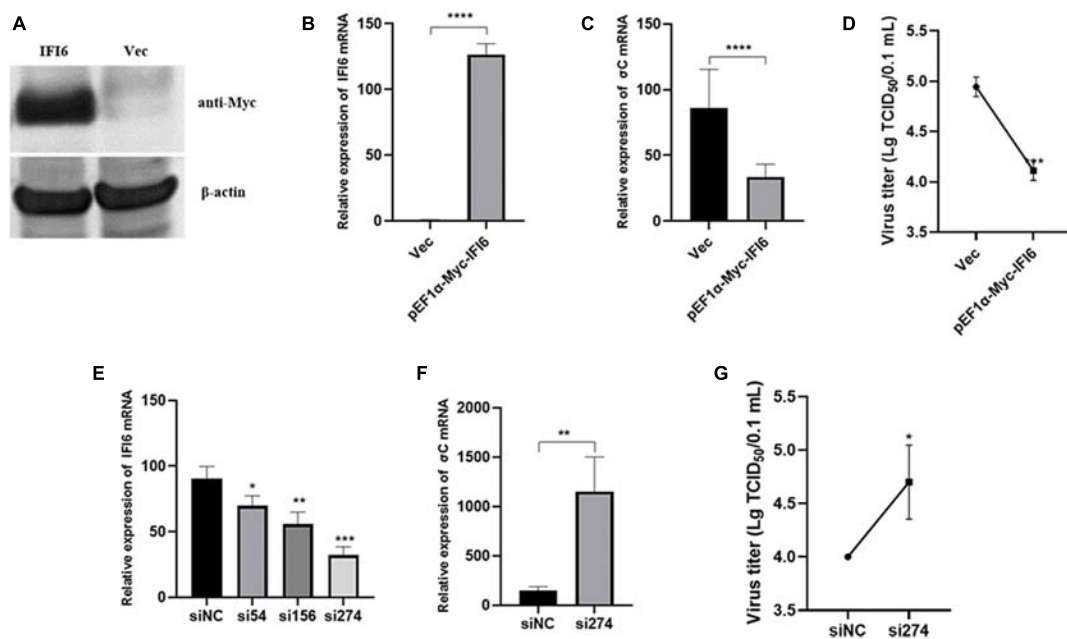 A
IFI6 Vec
anti-Myc
β-actin
B
Relative expression of IFI6 mRNA
150
100
50
0
****
Vec
pEF1α-Myc-IFI6
C
Relative expression of σC mRNA
150
100
50
0
****
Vec
pEF1α-Myc-IFI6
D
Virus titer (Lg TCID50/0.1 mL)
5.5
5.0
4.5
4.0
3.5
***
Vec
pEF1α-Myc-IFI6
E
Relative expression of IFI6 mRNA
150
100
50
0
* ** ***
siNC si54 si156 si274
F
Relative expression of σC mRNA
2000
1500
1000
500
0
**
siNC si274
G
Virus titer (Lg TCID50/0.1 mL)
5.5
5.0
4.5
4.0
3.5
*
siNC si274